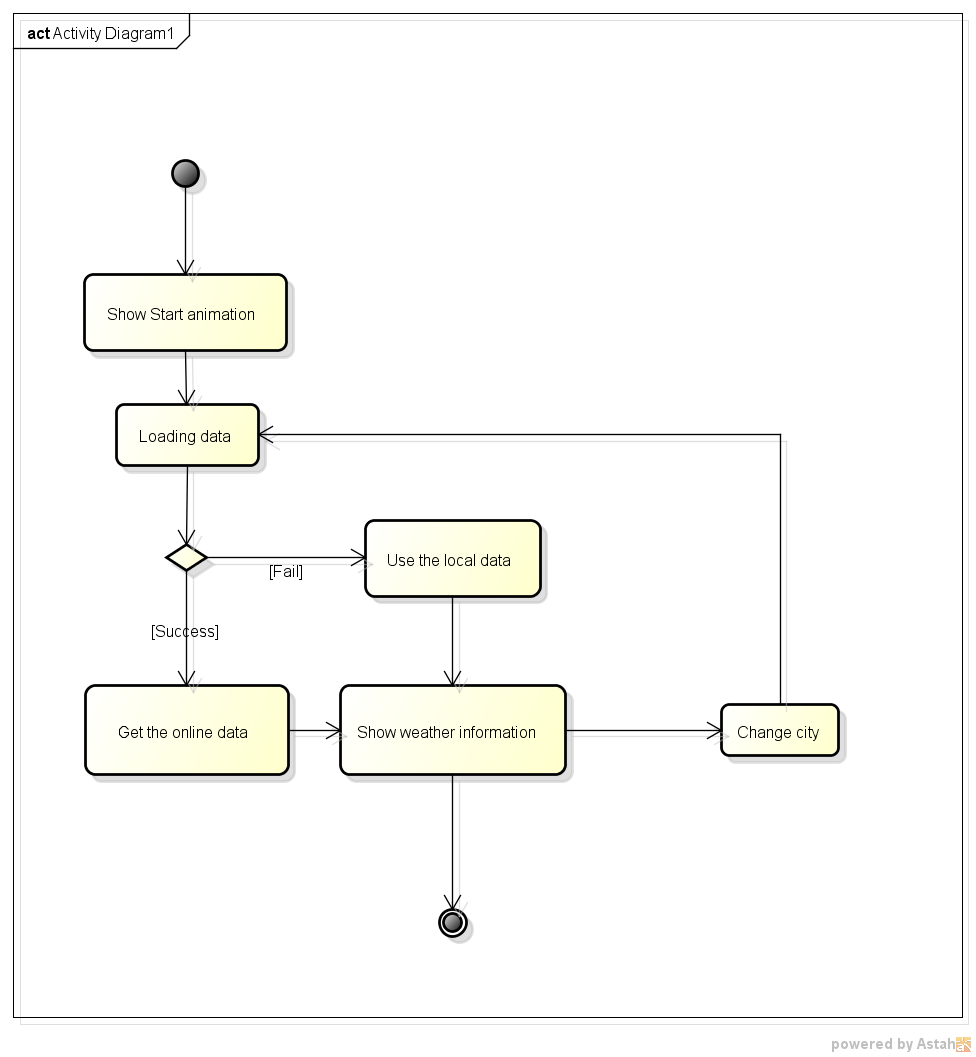 act Activity Diagram1
Show Start animation
Loading data
Use the local data
[Fail]
[Success]
Get the online data
Show weather information
Change city
powered by Astah